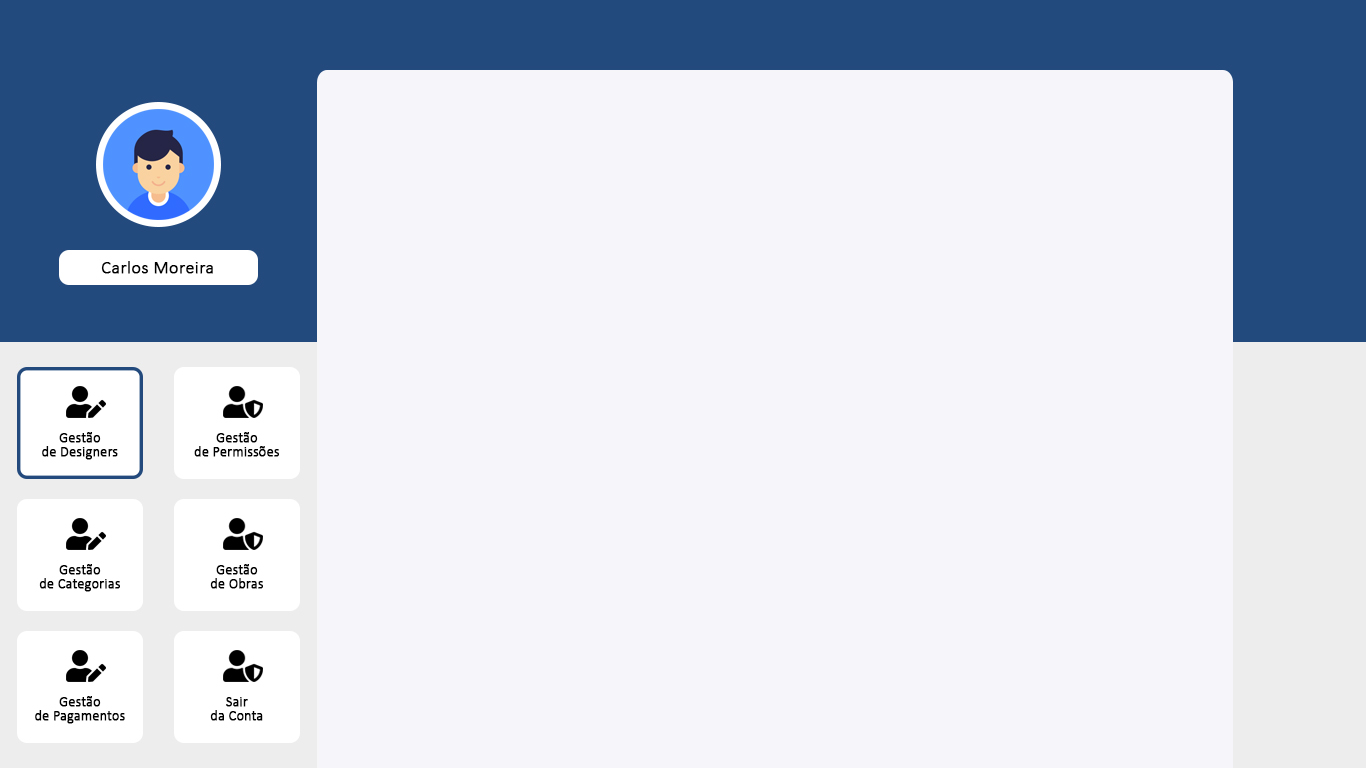 Carlos Moreira
Gestão
de Designers
Gestão
de Permissões
Gestão
de Categorias
Gestão
de Obras
Gestão
de Pagamentos
Sair
da Conta